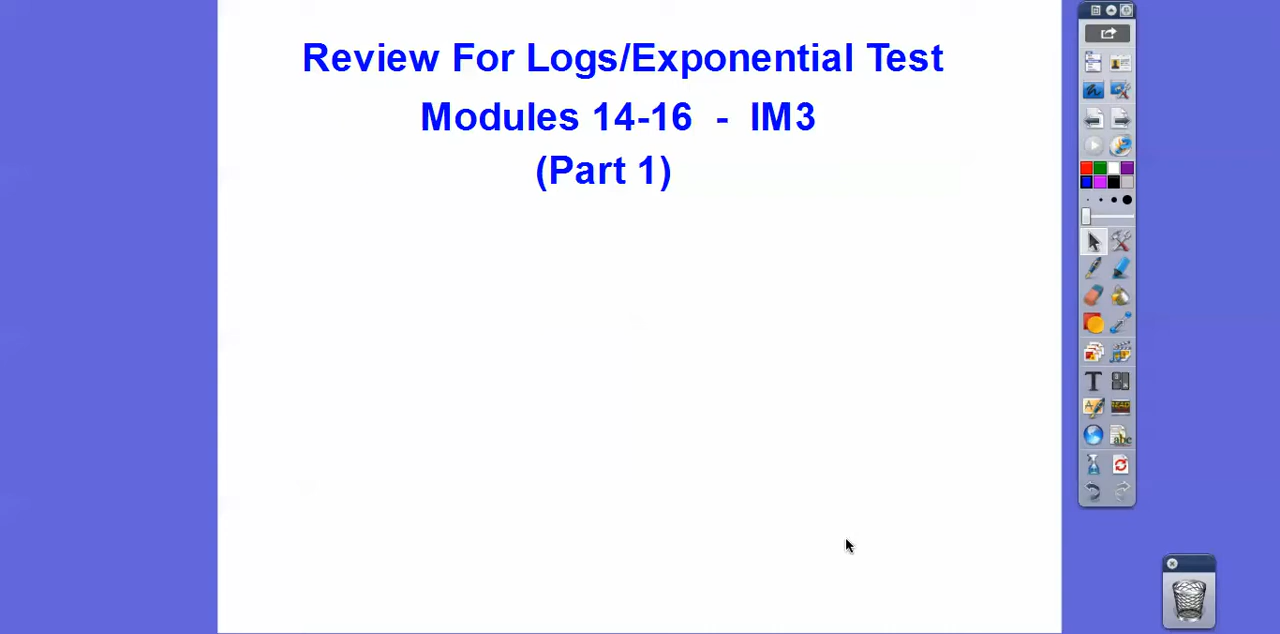 Review For Logs/Exponential Test
Modules 14-16 - IM3
(Part 1)